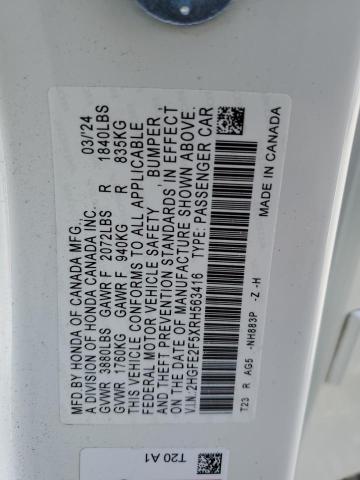 MFD.BY HONDA OF CANADA MFG., 03/'24
A DIVISION OF HONDA CANADA INC.
GVWR 3880LBS GAWR F 2072LBS R 1840LBS
GVWR 1760KG GAWR F 940KG R 835KG
THIS VEHICLE CONFORMS TO ALL APPLICABLE
FEDERAL MOTOR VEHICLE SAFETY , BUMPER ,
AND THEFT PREVENTION STANDARDS IN EFFECT
ON THE DATE OF MANUFACTURE SHOWN ABOVE.
V.I.N.:2HGFE2F5XRH563416 TYPE: PASSENGER CAR
T23 R AG5 -NH883P -Z -H
MADE IN CANADA
T20 A1